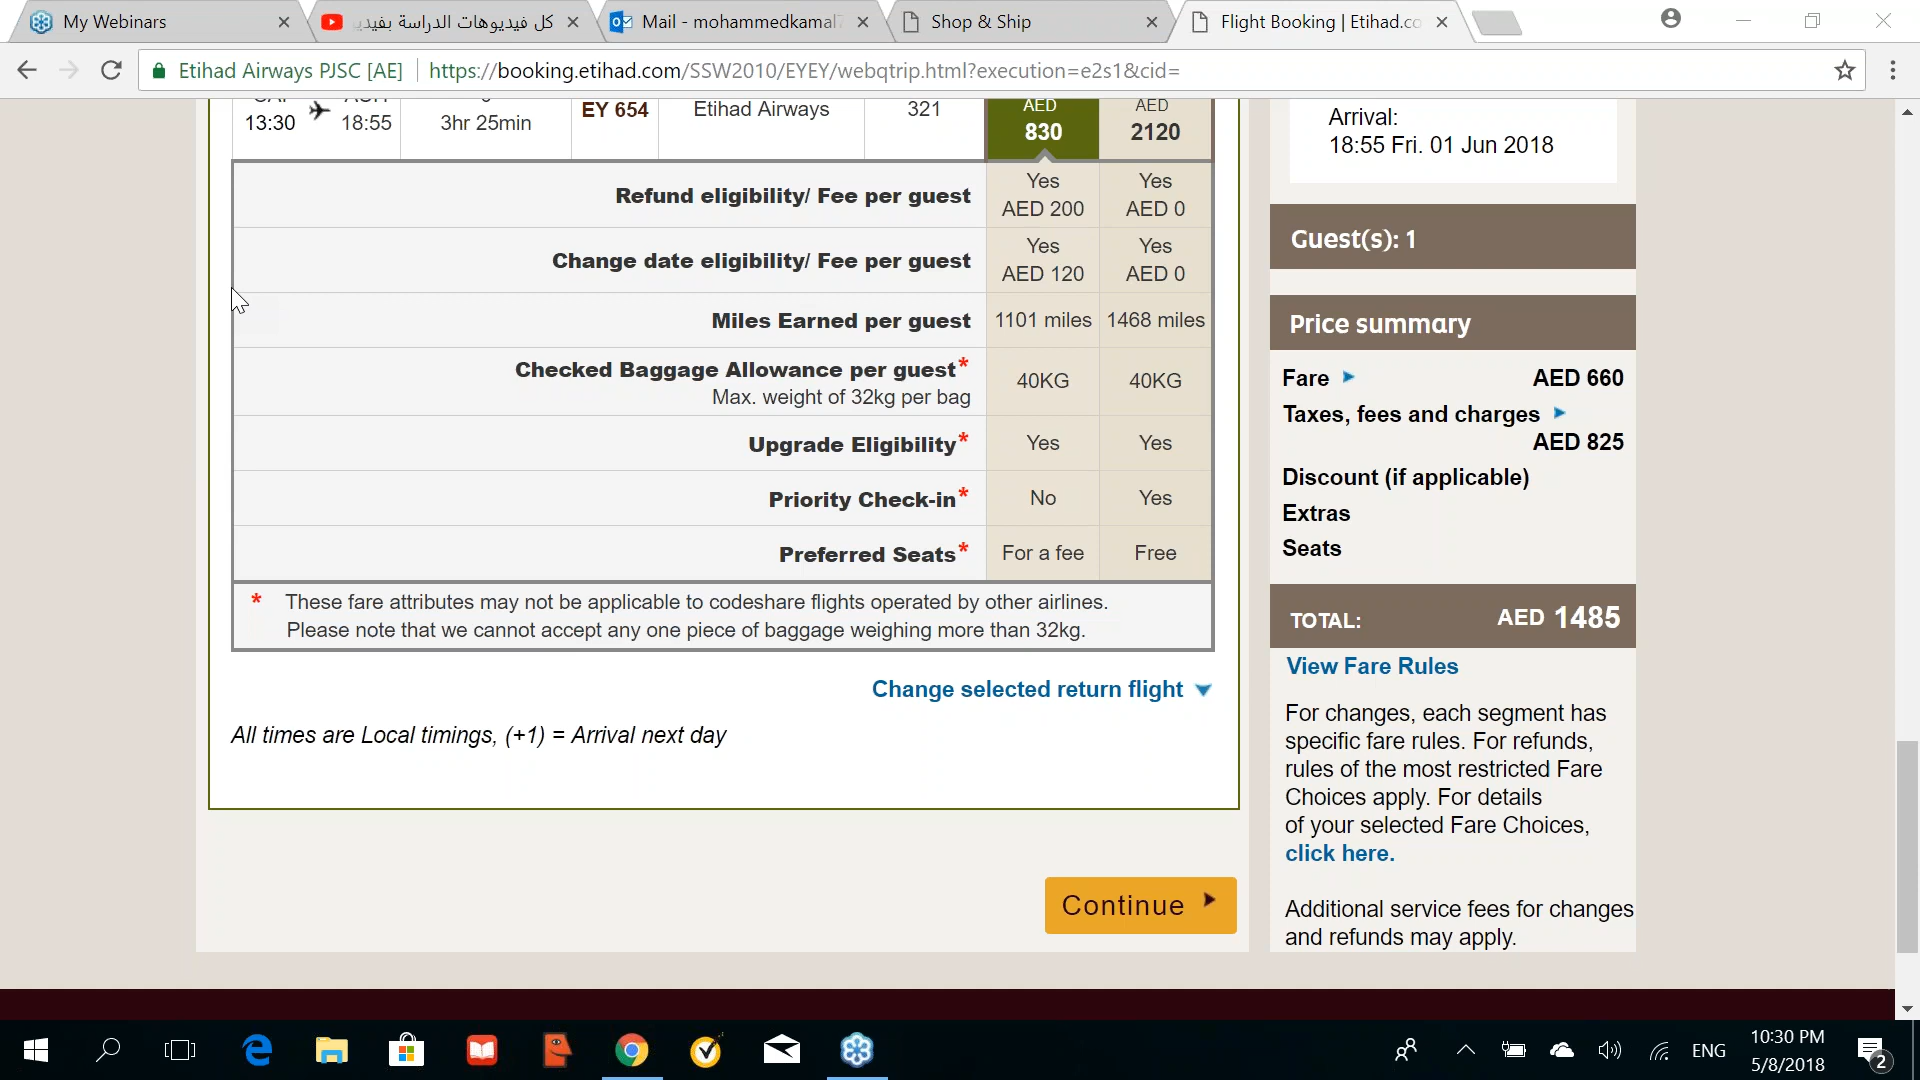 My Webinars
كل فيديوهات الدراسة بفيدي
Mail - mohammedkamal
Shop & Ship
Flight Booking | Etihad.co
Etihad Airways PJSC [AE]
https://booking.etihad.com/SSW2010/EYEY/webqtrip.html?execution=e2s1&cid=
13:30
18:55
3hr 25min
EY 654
Etihad Airways
321
AED
830
AED
2120
Refund eligibility/ Fee per guest
Yes
AED 200
Yes
AED 0
Change date eligibility/ Fee per guest
Yes
AED 120
Yes
AED 0
Miles Earned per guest
1101 miles
1468 miles
Checked Baggage Allowance per guest*
Max. weight of 32kg per bag
40KG
40KG
Upgrade Eligibility*
Yes
Yes
Priority Check-in*
No
Yes
Preferred Seats*
For a fee
Free
* These fare attributes may not be applicable to codeshare flights operated by other airlines.
Please note that we cannot accept any one piece of baggage weighing more than 32kg.
Change selected return flight
All times are Local timings, (+1) = Arrival next day
Continue
Arrival:
18:55 Fri. 01 Jun 2018
Guest(s): 1
Price summary
Fare AED 660
Taxes, fees and charges
AED 825
Discount (if applicable)
Extras
Seats
TOTAL: AED 1485
View Fare Rules
For changes, each segment has
specific fare rules. For refunds,
rules of the most restricted Fare
Choices apply. For details
of your selected Fare Choices,
click here.
Additional service fees for changes
and refunds may apply.
ENG
10:30 PM
5/8/2018
2